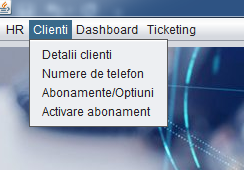 HR Clienti Dashboard Ticketing
Detalii clienti
Numere de telefon
Abonamente/Optiuni
Activare abonament